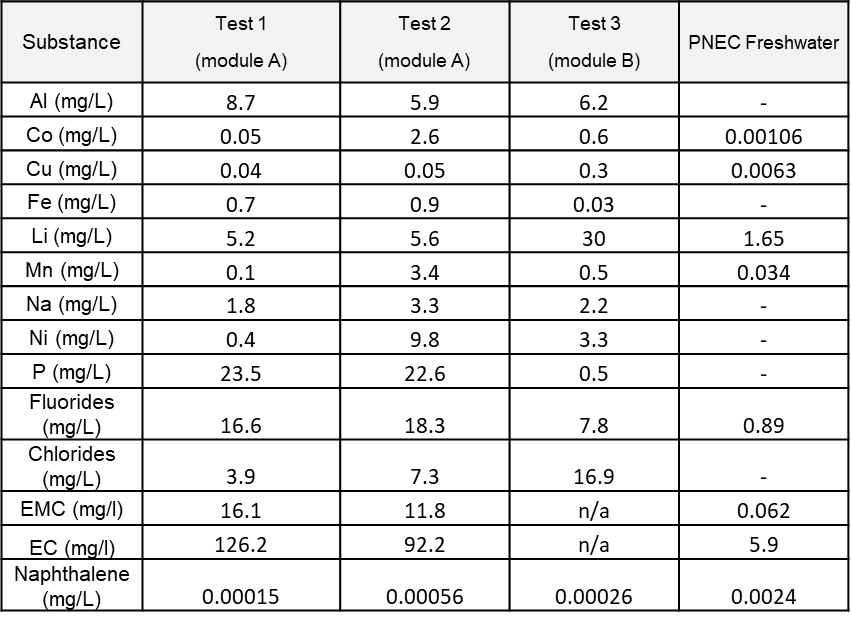 Substance Test 1 (module A) Test 2 (module A) Test 3 (module B) PNEC Freshwater
Al (mg/L) 8.7 5.9 6.2 -
Co (mg/L) 0.05 2.6 0.6 0.00106
Cu (mg/L) 0.04 0.05 0.3 0.0063
Fe (mg/L) 0.7 0.9 0.03 -
Li (mg/L) 5.2 5.6 30 1.65
Mn (mg/L) 0.1 3.4 0.5 0.034
Na (mg/L) 1.8 3.3 2.2 -
Ni (mg/L) 0.4 9.8 3.3 -
P (mg/L) 23.5 22.6 0.5 -
Fluorides (mg/L) 16.6 18.3 7.8 0.89
Chlorides (mg/L) 3.9 7.3 16.9 -
EMC (mg/l) 16.1 11.8 n/a 0.062
EC (mg/l) 126.2 92.2 n/a 5.9
Naphthalene (mg/L) 0.00015 0.00056 0.00026 0.0024